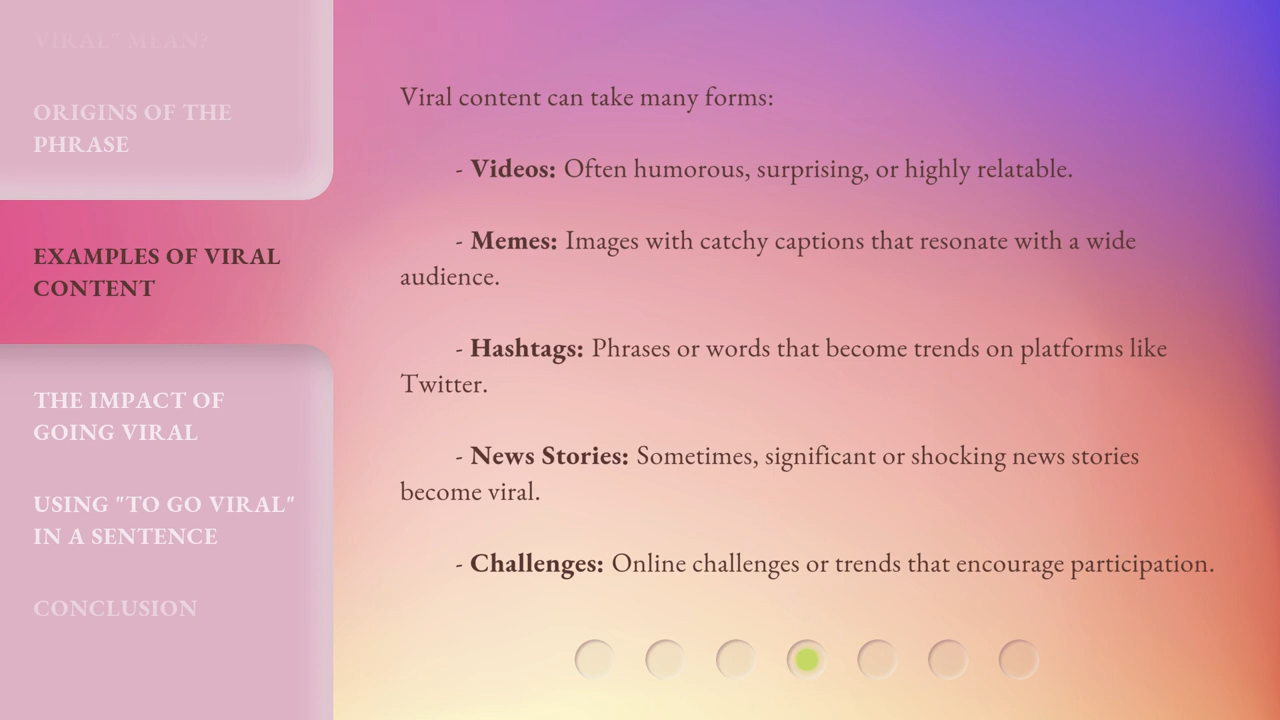 VIRAL" MEAN?
ORIGINS OF THE
PHRASE
EXAMPLES OF VIRAL
CONTENT
THE IMPACT OF
GOING VIRAL
USING "TO GO VIRAL"
IN A SENTENCE
CONCLUSION
Viral content can take many forms:
- Videos: Often humorous, surprising, or highly relatable.
- Memes: Images with catchy captions that resonate with a wide
audience.
- Hashtags: Phrases or words that become trends on platforms like
Twitter.
- News Stories: Sometimes, significant or shocking news stories
become viral.
- Challenges: Online challenges or trends that encourage participation.